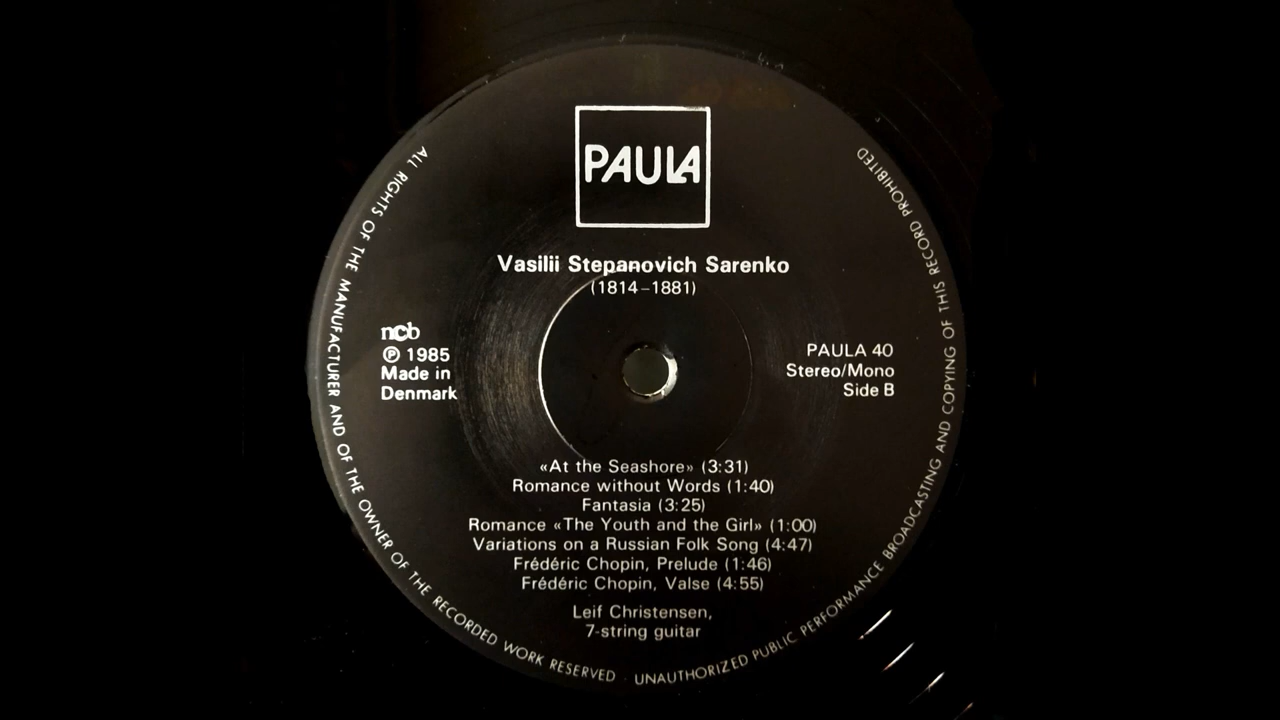 PAULA
Vasilii Stepanovich Sarenko
(1814–1881)
ncb
Ⓟ 1985
Made in
Denmark
PAULA 40
Stereo/Mono
Side B
«At the Seashore» (3:31)
Romance without Words (1:40)
Fantasia (3:25)
Romance «The Youth and the Girl» (1:00)
Variations on a Russian Folk Song (4:47)
Frédéric Chopin, Prelude (1:46)
Frédéric Chopin, Valse (4:55)
Leif Christensen,
7-string guitar
ALL RIGHTS OF THE MANUFACTURER AND OF THE OWNER OF THE RECORDED WORK RESERVED · UNAUTHORIZED PUBLIC PERFORMANCE BROADCASTING AND COPYING OF THIS RECORD PROHIBITED